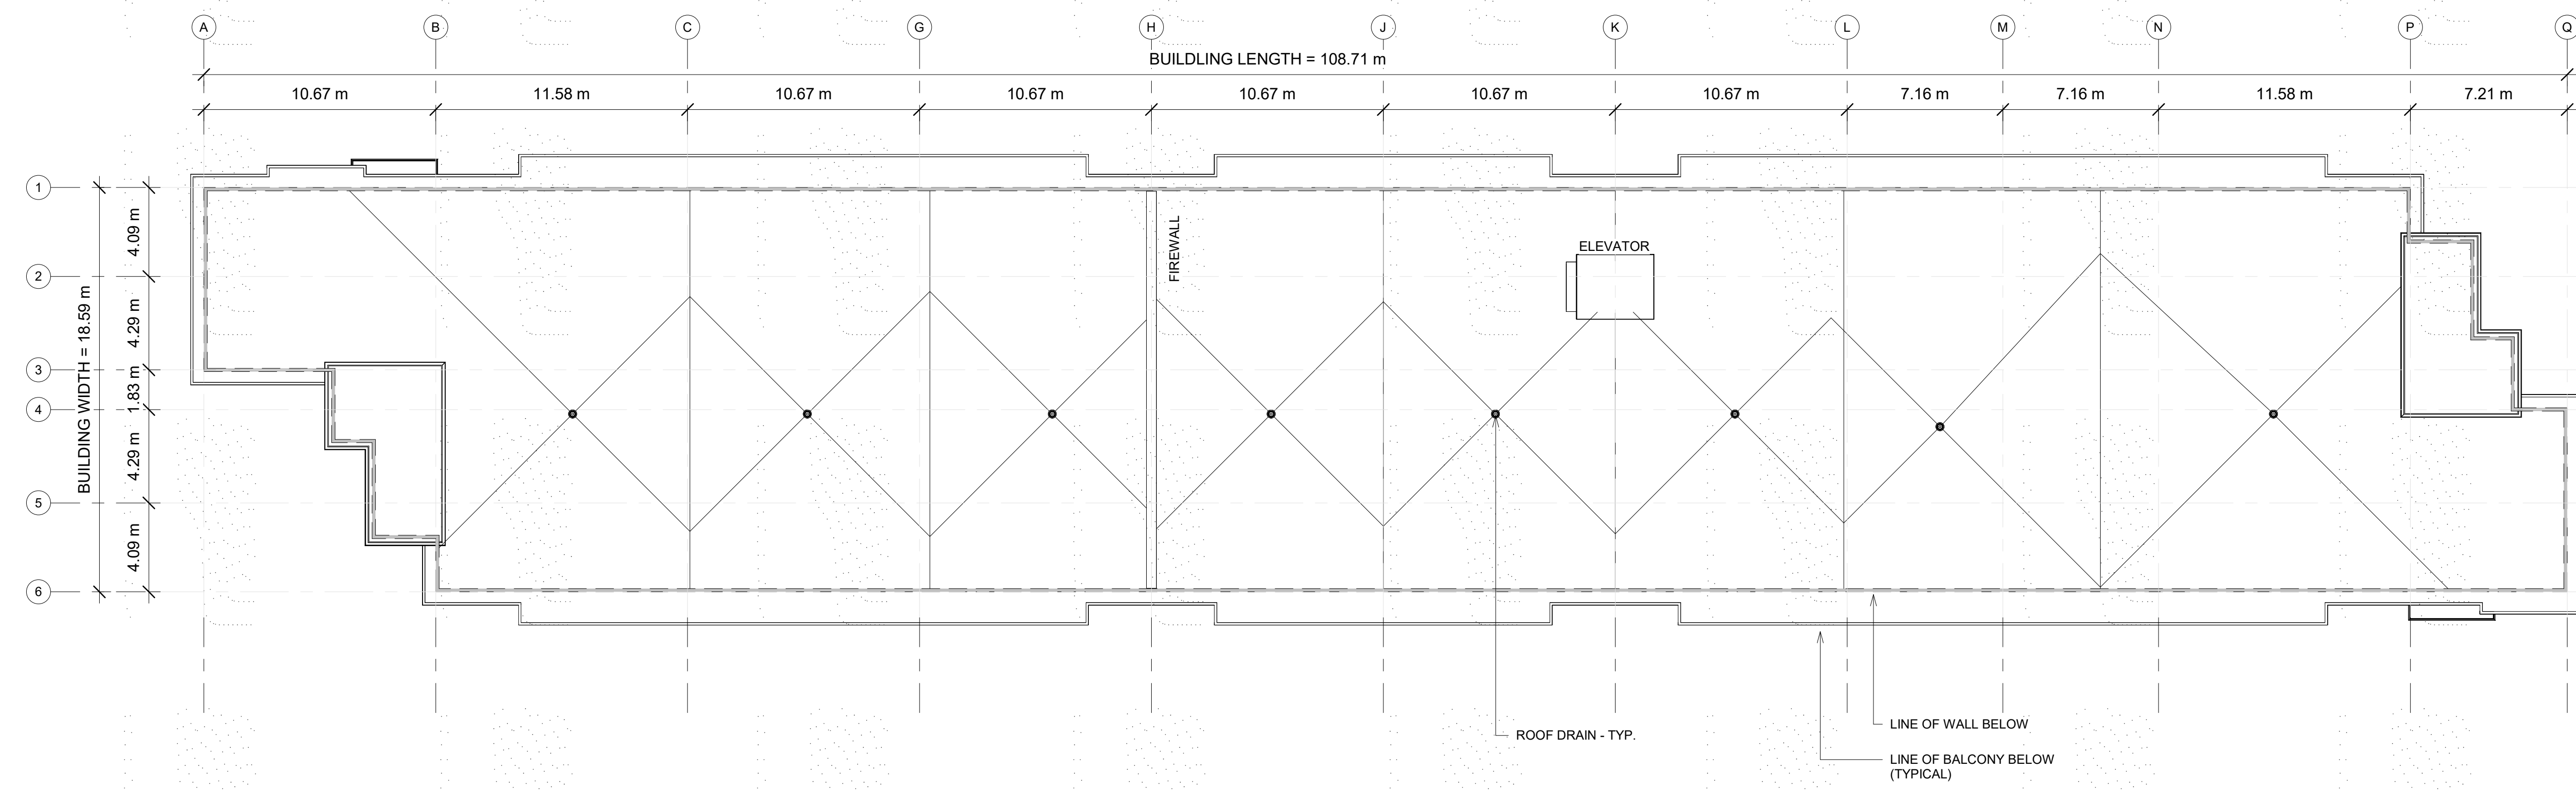 A B C G H J K L M N P Q
BUILDLING LENGTH = 108.71 m
10.67 m 11.58 m 10.67 m 10.67 m 10.67 m 10.67 m 10.67 m 7.16 m 7.16 m 11.58 m 7.21 m
1
2
3
4
5
6
BUILDING WIDTH = 18.59 m
4.09 m
4.29 m
1.83 m
4.29 m
4.09 m
FIREWALL
ELEVATOR
ROOF DRAIN - TYP.
LINE OF WALL BELOW
LINE OF BALCONY BELOW
(TYPICAL)